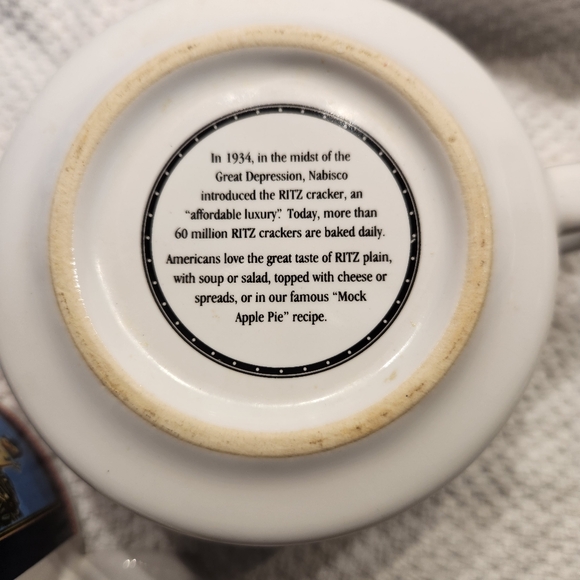 In 1934, in the midst of the
Great Depression, Nabisco
introduced the RITZ cracker, an
“affordable luxury.” Today, more than
60 million RITZ crackers are baked daily.
Americans love the great taste of RITZ plain,
with soup or salad, topped with cheese or
spreads, or in our famous “Mock
Apple Pie” recipe.